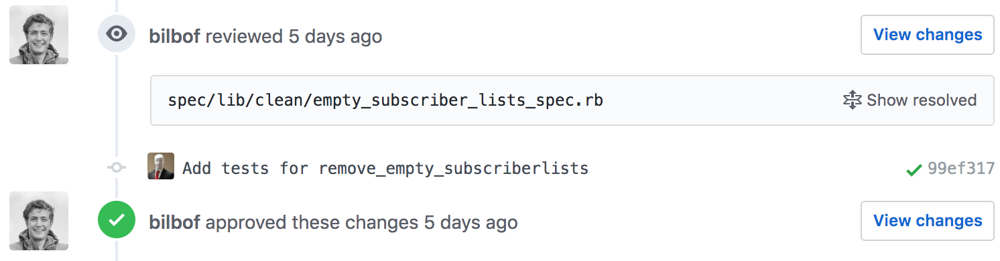 bilbof reviewed 5 days ago
View changes
spec/lib/clean/empty_subscriber_lists_spec.rb
Show resolved
Add tests for remove_empty_subscriberlists
99ef317
bilbof approved these changes 5 days ago
View changes